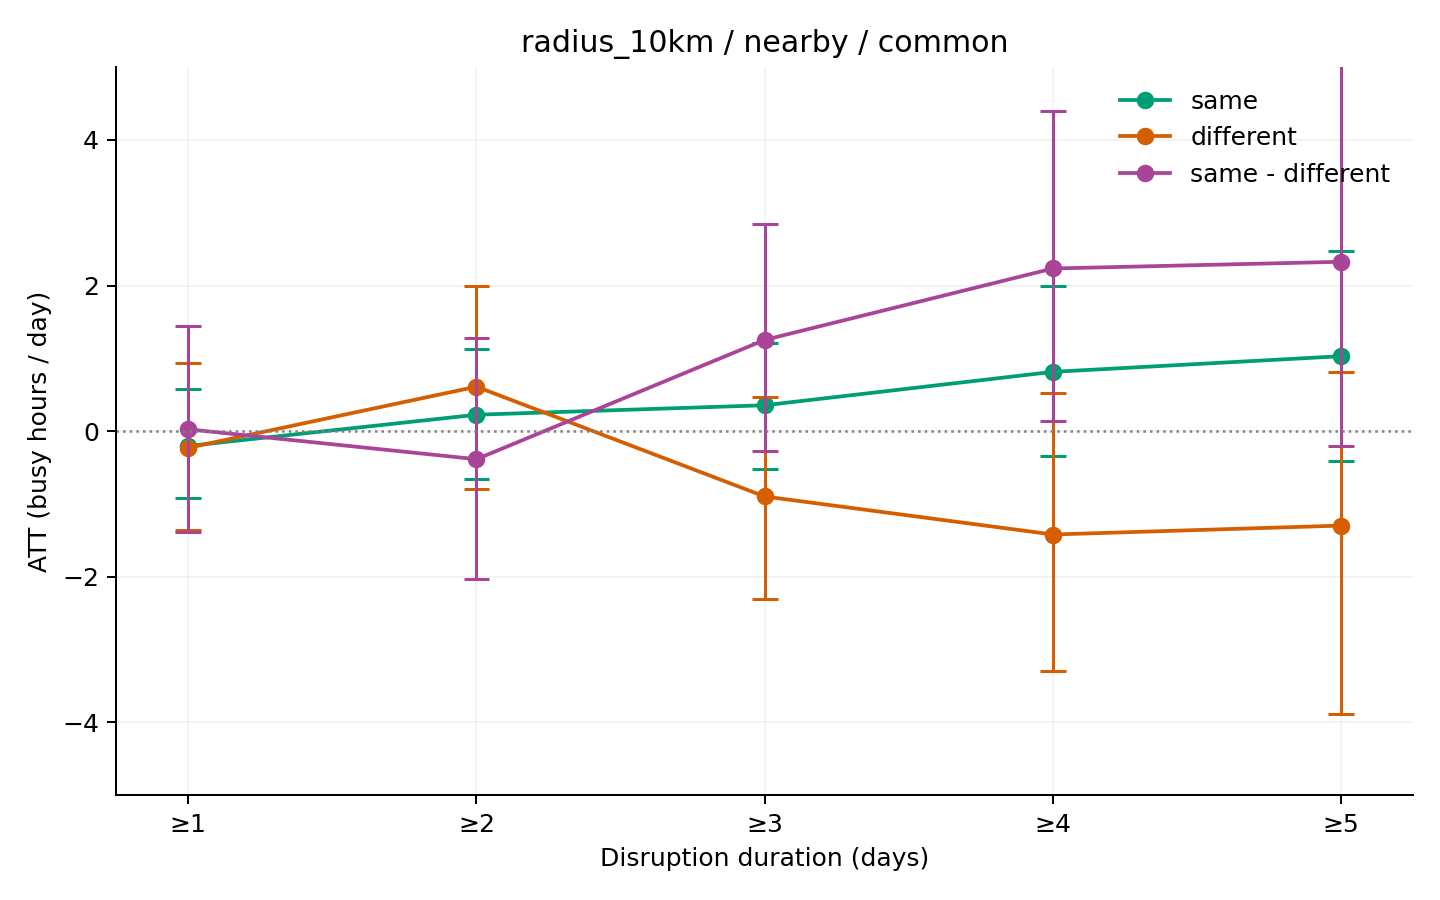 radius_10km / nearby / common
same
different
same - different
ATT (busy hours / day)
4
2
0
−2
−4
≥1
≥2
≥3
≥4
≥5
Disruption duration (days)